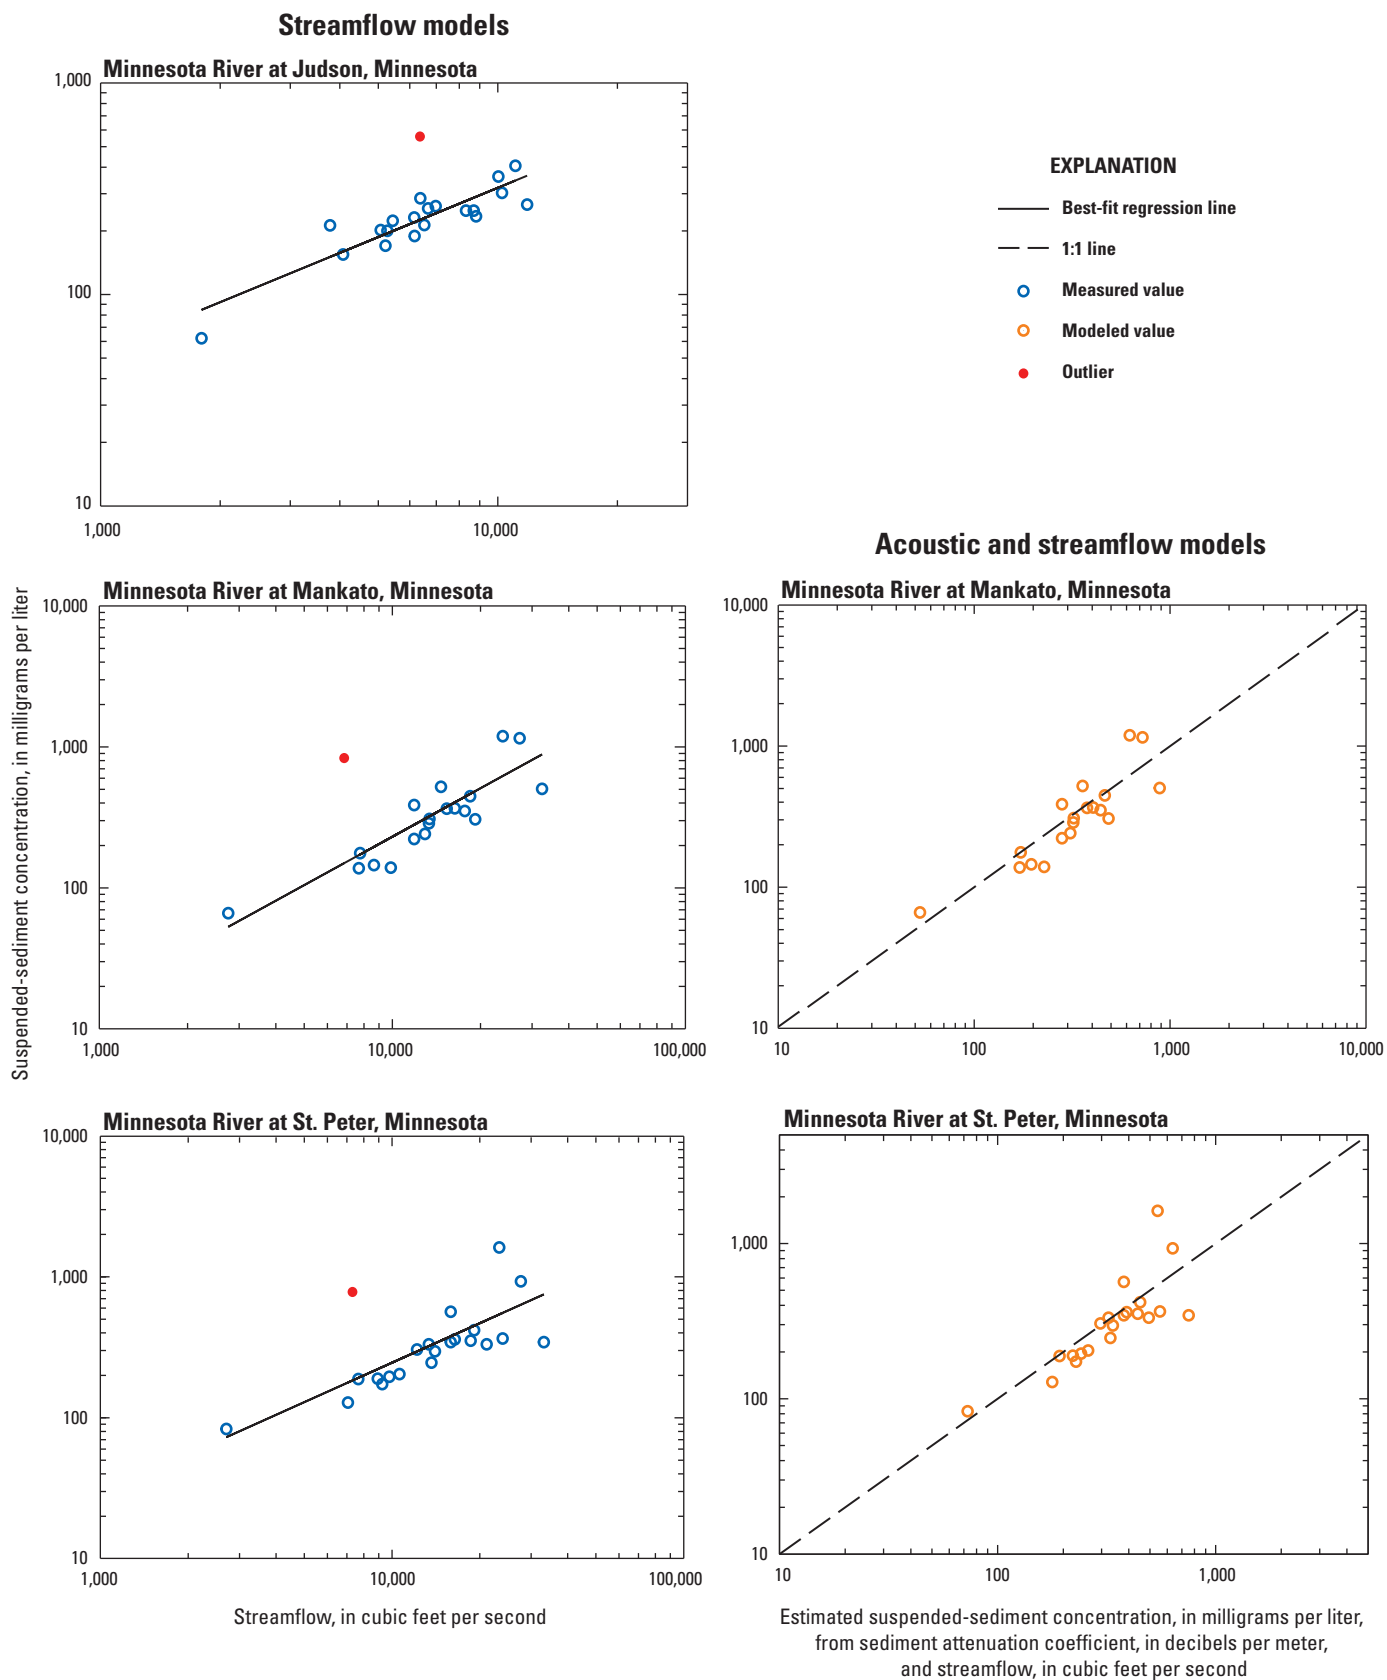 Streamflow models
Minnesota River at Judson, Minnesota
1,000
100
10
1,000
10,000
EXPLANATION
Best-fit regression line
1:1 line
Measured value
Modeled value
Outlier
Acoustic and streamflow models
Suspended-sediment concentration, in milligrams per liter
Minnesota River at Mankato, Minnesota
10,000
1,000
100
10
1,000
10,000
100,000
Minnesota River at Mankato, Minnesota
10,000
1,000
100
10
10
100
1,000
10,000
Minnesota River at St. Peter, Minnesota
10,000
1,000
100
10
1,000
10,000
100,000
Streamflow, in cubic feet per second
Minnesota River at St. Peter, Minnesota
1,000
100
10
10
100
1,000
Estimated suspended-sediment concentration, in milligrams per liter,
from sediment attenuation coefficient, in decibels per meter,
and streamflow, in cubic feet per second